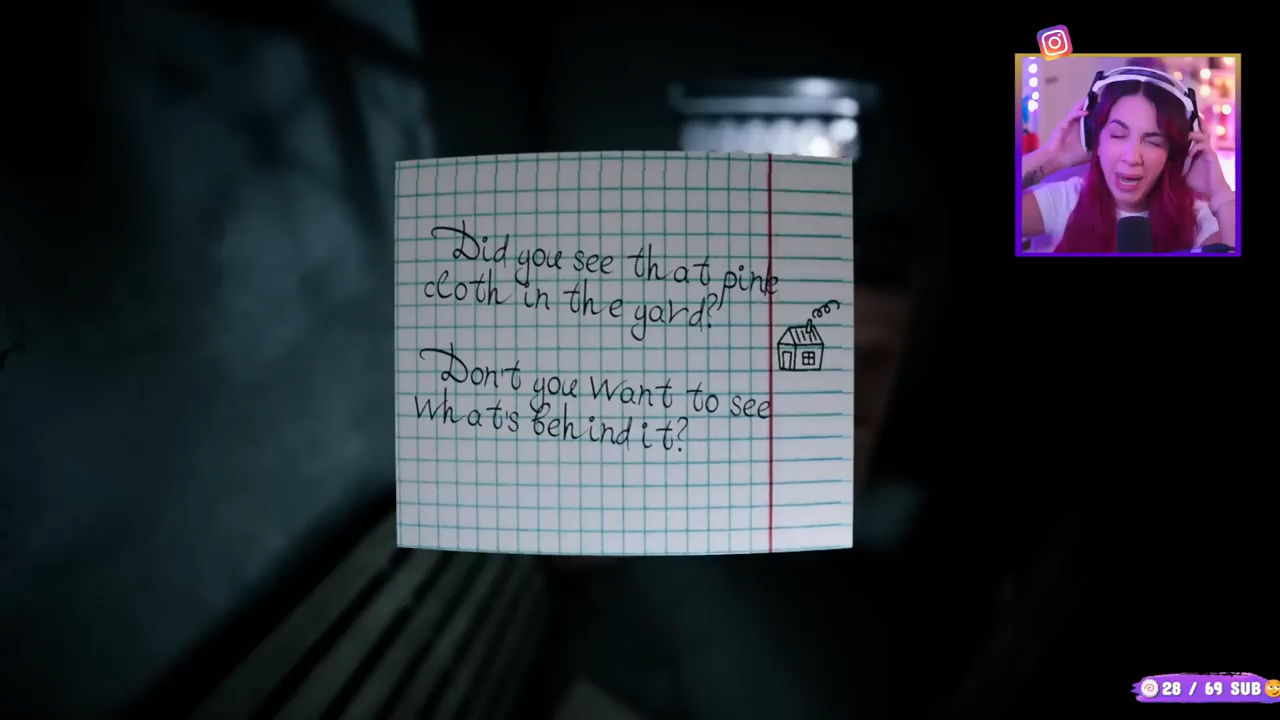 Did you see that pink
cloth in the yard?
Don't you want to see
what's behind it?
28 / 69 SUB